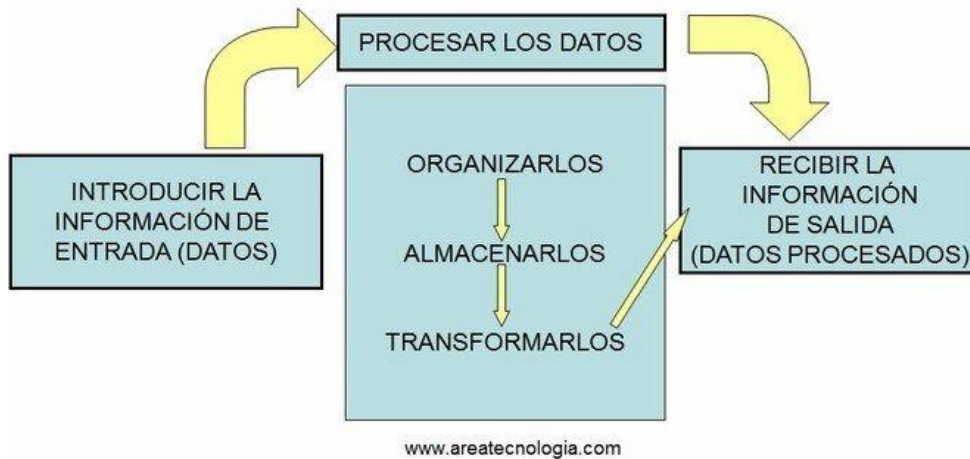 PROCESAR LOS DATOS
INTRODUCIR LA
INFORMACIÓN DE
ENTRADA (DATOS)
ORGANIZARLOS
ALMACENARLOS
TRANSFORMARLOS
RECIBIR LA
INFORMACIÓN
DE SALIDA
(DATOS PROCESADOS)
www.areatecnologia.com